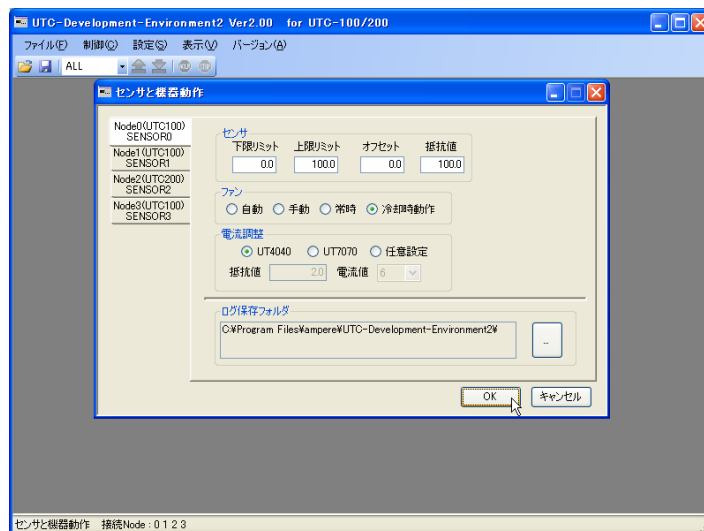 UTC-Development-Environment2 Ver2.00 for UTC-100/200
ファイル(F) 制御(C) 設定(S) 表示(V) バージョン(A)
ALL
センサと機器動作
Node0(UTC100)
SENSOR0
Node1(UTC100)
SENSOR1
Node2(UTC200)
SENSOR2
Node3(UTC100)
SENSOR3
センサ
下限リミット 上限リミット オフセット 抵抗値
0.0 100.0 0.0 100.0
ファン
自動 手動 常時 冷却時動作
電流調整
UT4040 UT7070 任意設定
抵抗値 2.0 電流値 6
ログ保存フォルダ
C:¥Program Files¥ampere¥UTC-Development-Environment2¥
...
OK キャンセル
センサと機器動作 接続Node : 0 1 2 3